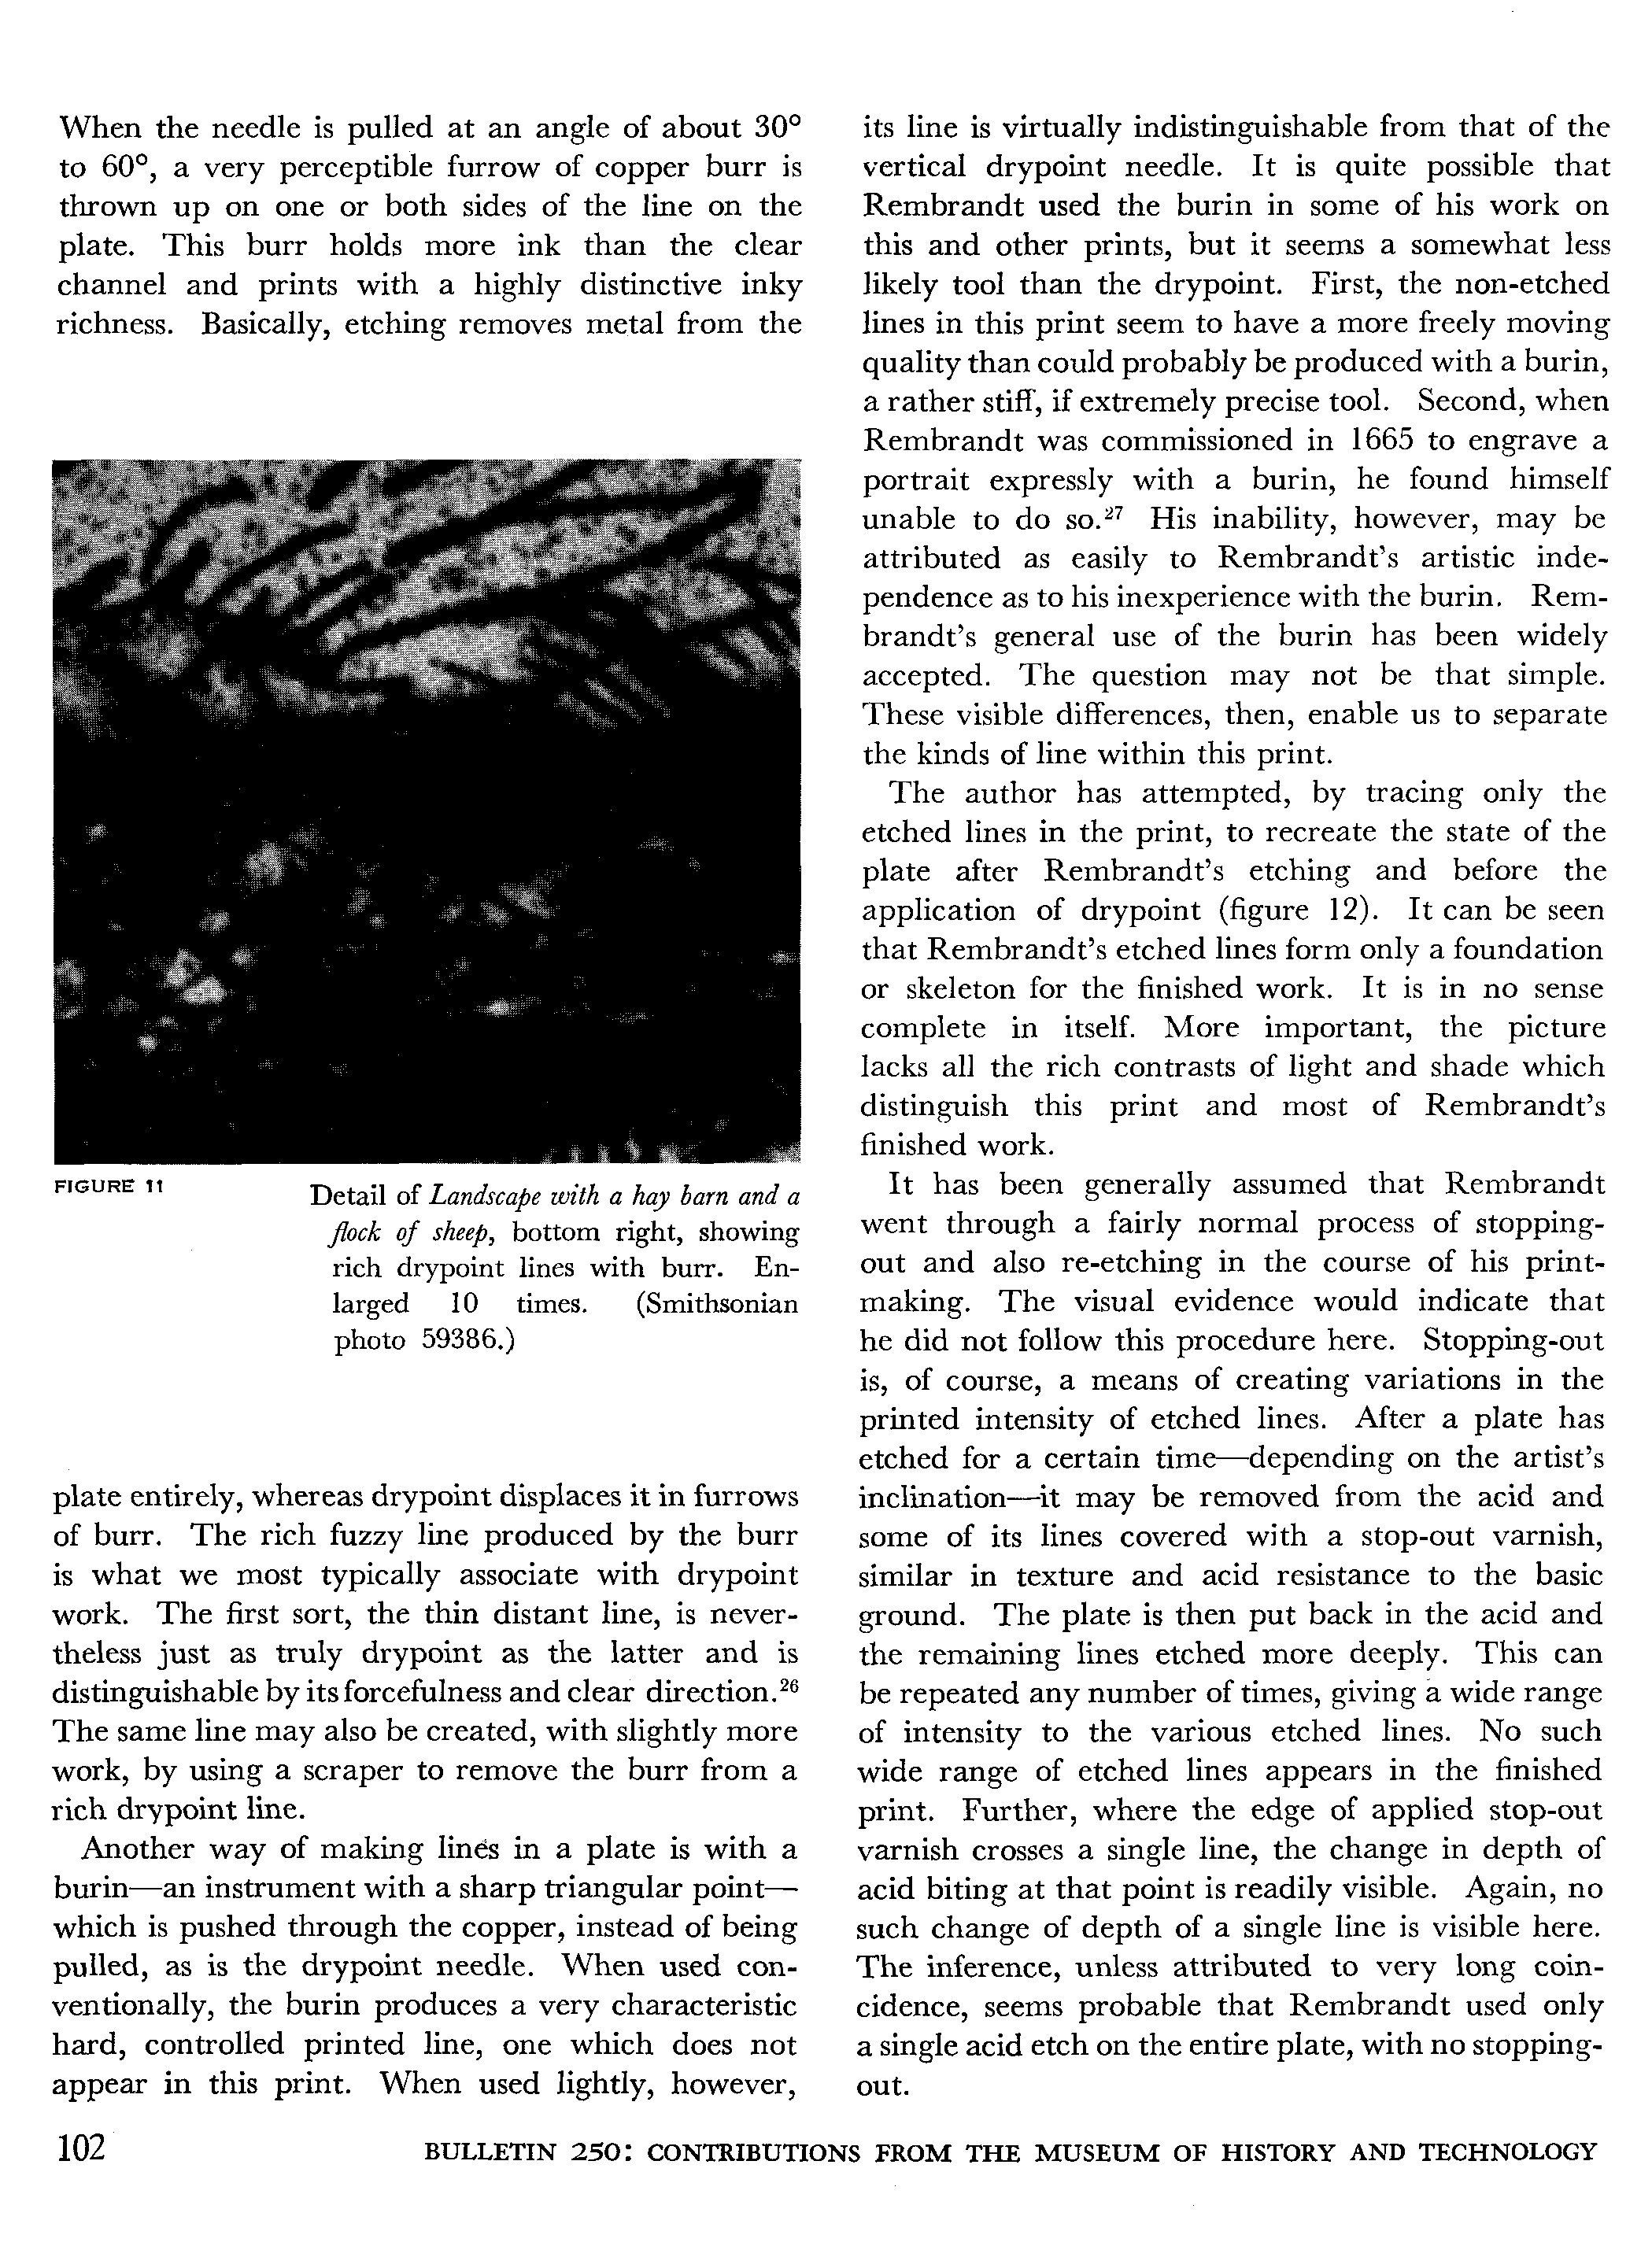 When the needle is pulled at an angle of about 30°
to 60°, a very perceptible furrow of copper burr is
thrown up on one or both sides of the line on the
plate. This burr holds more ink than the clear
channel and prints with a highly distinctive inky
richness. Basically, etching removes metal from the
FIGURE 11
Detail of Landscape with a hay barn and a
flock of sheep, bottom right, showing
rich drypoint lines with burr. En-
larged 10 times. (Smithsonian
photo 59386.)
plate entirely, whereas drypoint displaces it in furrows
of burr. The rich fuzzy line produced by the burr
is what we most typically associate with drypoint
work. The first sort, the thin distant line, is never-
theless just as truly drypoint as the latter and is
distinguishable by its forcefulness and clear direction.²⁶
The same line may also be created, with slightly more
work, by using a scraper to remove the burr from a
rich drypoint line.
Another way of making lines in a plate is with a
burin—an instrument with a sharp triangular point—
which is pushed through the copper, instead of being
pulled, as is the drypoint needle. When used con-
ventionally, the burin produces a very characteristic
hard, controlled printed line, one which does not
appear in this print. When used lightly, however,
its line is virtually indistinguishable from that of the
vertical drypoint needle. It is quite possible that
Rembrandt used the burin in some of his work on
this and other prints, but it seems a somewhat less
likely tool than the drypoint. First, the non-etched
lines in this print seem to have a more freely moving
quality than could probably be produced with a burin,
a rather stiff, if extremely precise tool. Second, when
Rembrandt was commissioned in 1665 to engrave a
portrait expressly with a burin, he found himself
unable to do so.²⁷ His inability, however, may be
attributed as easily to Rembrandt's artistic inde-
pendence as to his inexperience with the burin. Rem-
brandt's general use of the burin has been widely
accepted. The question may not be that simple.
These visible differences, then, enable us to separate
the kinds of line within this print.
The author has attempted, by tracing only the
etched lines in the print, to recreate the state of the
plate after Rembrandt's etching and before the
application of drypoint (figure 12). It can be seen
that Rembrandt's etched lines form only a foundation
or skeleton for the finished work. It is in no sense
complete in itself. More important, the picture
lacks all the rich contrasts of light and shade which
distinguish this print and most of Rembrandt's
finished work.
It has been generally assumed that Rembrandt
went through a fairly normal process of stopping-
out and also re-etching in the course of his print-
making. The visual evidence would indicate that
he did not follow this procedure here. Stopping-out
is, of course, a means of creating variations in the
printed intensity of etched lines. After a plate has
etched for a certain time—depending on the artist's
inclination—it may be removed from the acid and
some of its lines covered with a stop-out varnish,
similar in texture and acid resistance to the basic
ground. The plate is then put back in the acid and
the remaining lines etched more deeply. This can
be repeated any number of times, giving a wide range
of intensity to the various etched lines. No such
wide range of etched lines appears in the finished
print. Further, where the edge of applied stop-out
varnish crosses a single line, the change in depth of
acid biting at that point is readily visible. Again, no
such change of depth of a single line is visible here.
The inference, unless attributed to very long coin-
cidence, seems probable that Rembrandt used only
a single acid etch on the entire plate, with no stopping-
out.
102
BULLETIN 250: CONTRIBUTIONS FROM THE MUSEUM OF HISTORY AND TECHNOLOGY